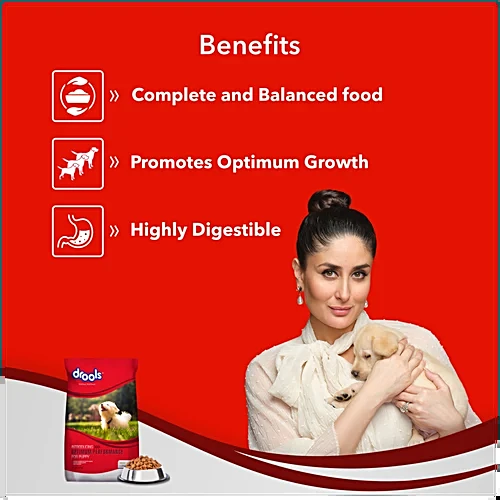 Benefits
» Complete and Balanced food
» Promotes Optimum Growth
» Highly Digestible
drools